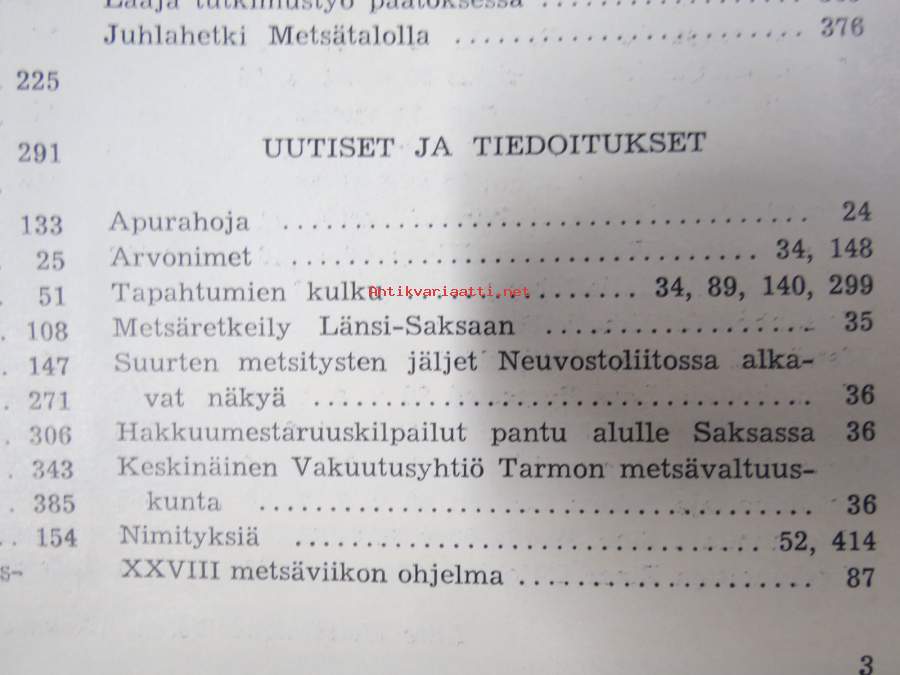 Laaja tutkimustyö päätöksessä
Juhlahetki Metsätalolla .......................... 376
225
291
133
25
51
. 108
. 147
. 271
. 306
. 343
. 385
.. 154
s-
UUTISET JA TIEDOITUKSET
Apurahoja ...................................... 24
Arvonimet ................................. 34, 148
Tapahtumien kulku ................. 34, 89, 140, 299
Antikvariaatti.net
Metsäretkeily Länsi-Saksaan .................... 35
Suurten metsitysten jäljet Neuvostoliitossa alka-
vat näkyä .................................... 36
Hakkuumestaruuskilpailut pantu alulle Saksassa 36
Keskinäinen Vakuutusyhtiö Tarmon metsävaltuus-
kunta ........................................ 36
Nimityksiä ................................. 52, 414
XXVIII metsäviikon ohjelma ..................... 87
3